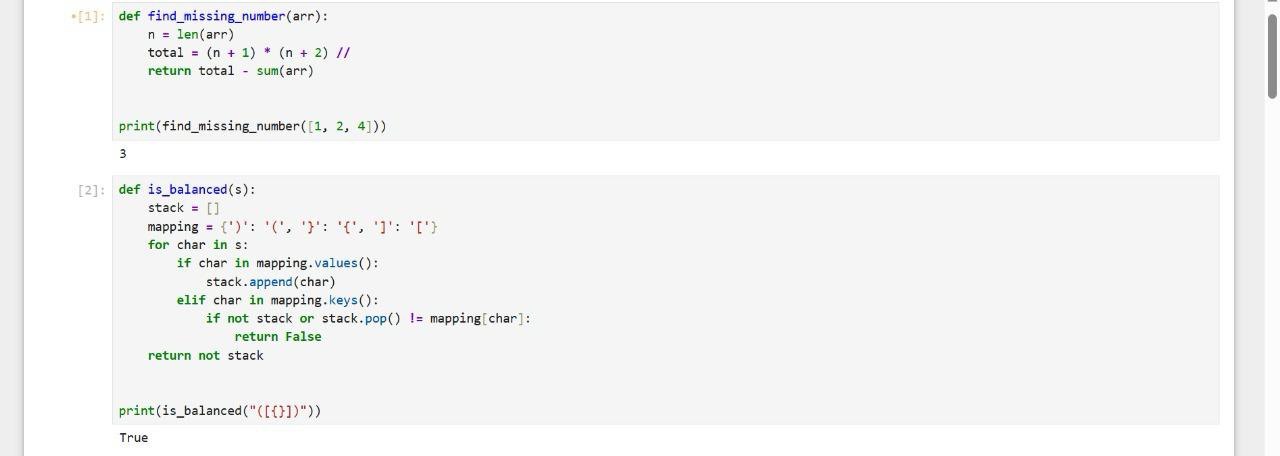 •[1]: def find_missing_number(arr):
    n = len(arr)
    total = (n + 1) * (n + 2) //
    return total - sum(arr)
print(find_missing_number([1, 2, 4]))
3
[2]: def is_balanced(s):
    stack = []
    mapping = {')': '(', '}': '{', ']': '['}
    for char in s:
        if char in mapping.values():
            stack.append(char)
        elif char in mapping.keys():
            if not stack or stack.pop() != mapping[char]:
                return False
    return not stack
print(is_balanced("([{}])"))
True